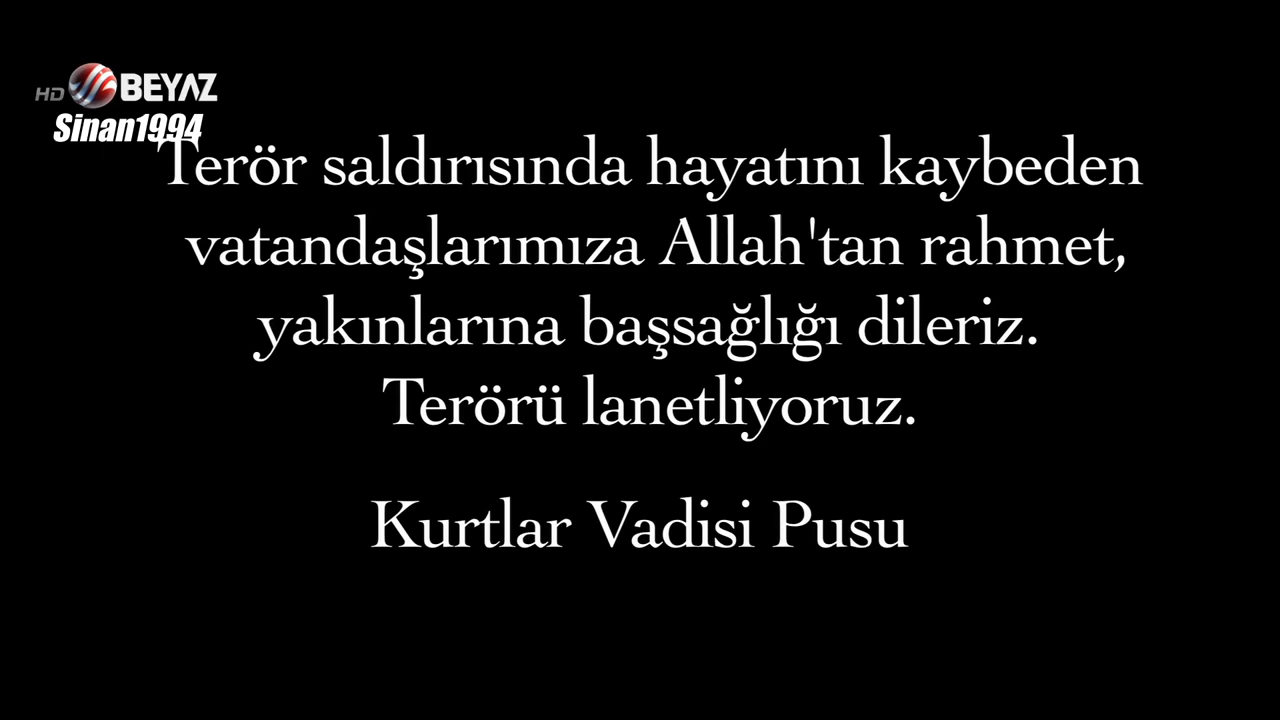 HD BEYAZ
Sinan1994
Terör saldırısında hayatını kaybeden
vatandaşlarımıza Allah'tan rahmet,
yakınlarına başsağlığı dileriz.
Terörü lanetliyoruz.
Kurtlar Vadisi Pusu